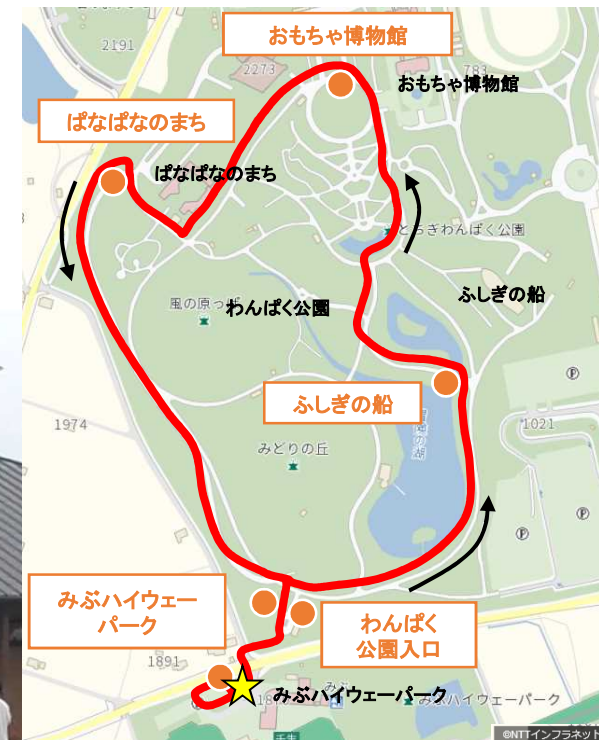 おもちゃ博物館
2191
2273
783
おもちゃ博物館
ぱなぱなのまち
ぱなぱなのまち
とちぎわんぱく公園
ふしぎの船
風の原っぱ
わんぱく公園
ふしぎの船
1974
1021
みどりの丘
みぶハイウェー
パーク
わんぱく
公園入口
1891
みぶ
みぶハイウェーパーク
みぶハイウェーパーク
壬生
©NTTインフラネット